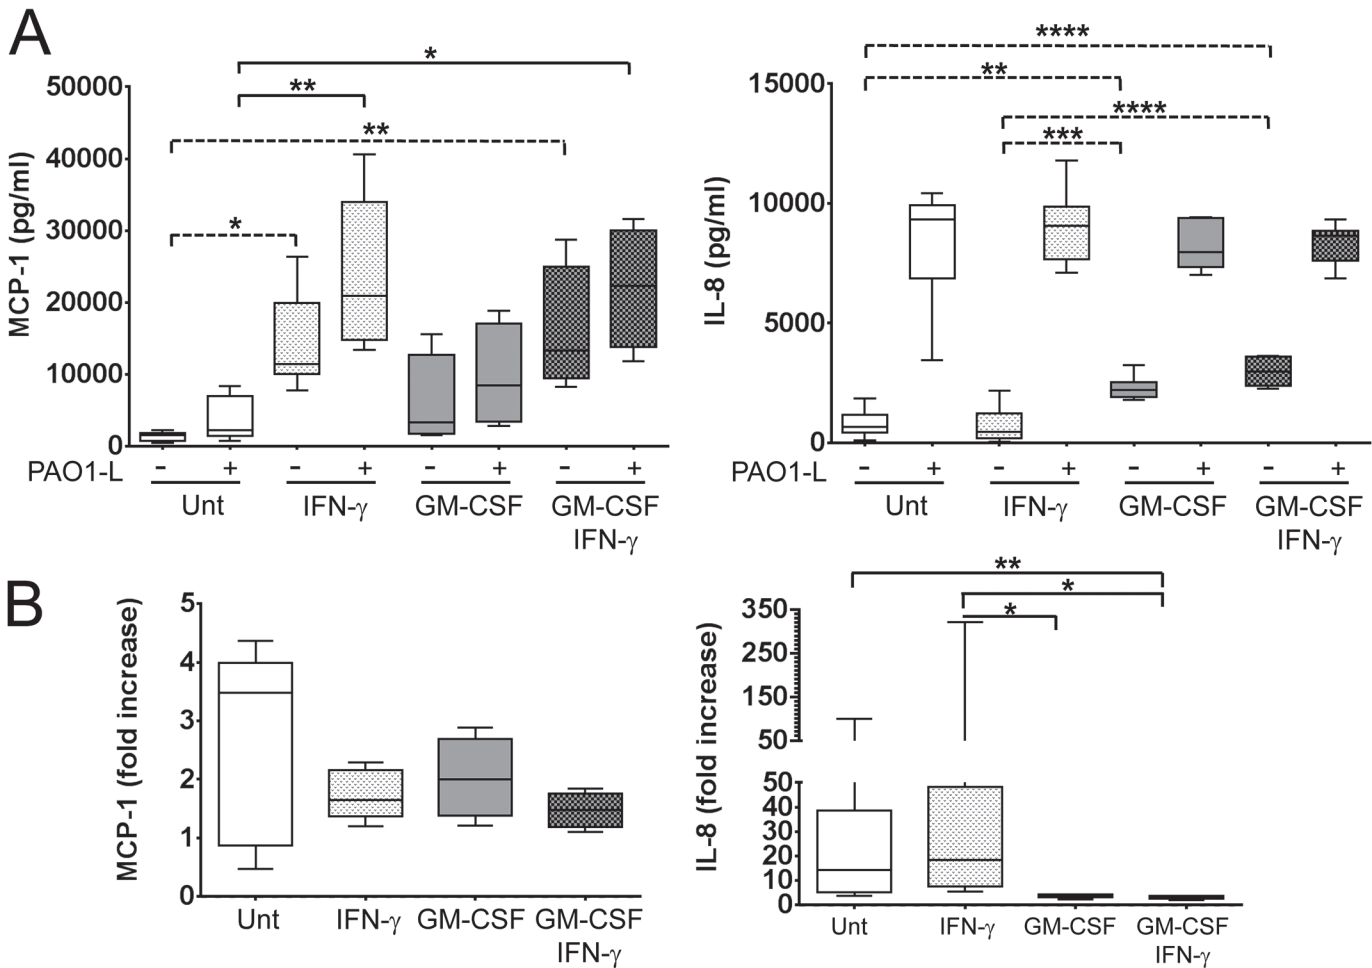 A
MCP-1 (pg/ml)
50000
40000
30000
20000
10000
0
*
**
**
*
PAO1-L - + - + - + - +
Unt IFN-γ GM-CSF GM-CSF
IFN-γ
IL-8 (pg/ml)
15000
10000
5000
0
****
**
****
***
PAO1-L - + - + - + - +
Unt IFN-γ GM-CSF GM-CSF
IFN-γ
B
MCP-1 (fold increase)
5
4
3
2
1
0
Unt IFN-γ GM-CSF GM-CSF
IFN-γ
IL-8 (fold increase)
**
*
*
350
250
150
50
50
40
30
20
10
0
Unt IFN-γ GM-CSF GM-CSF
IFN-γ